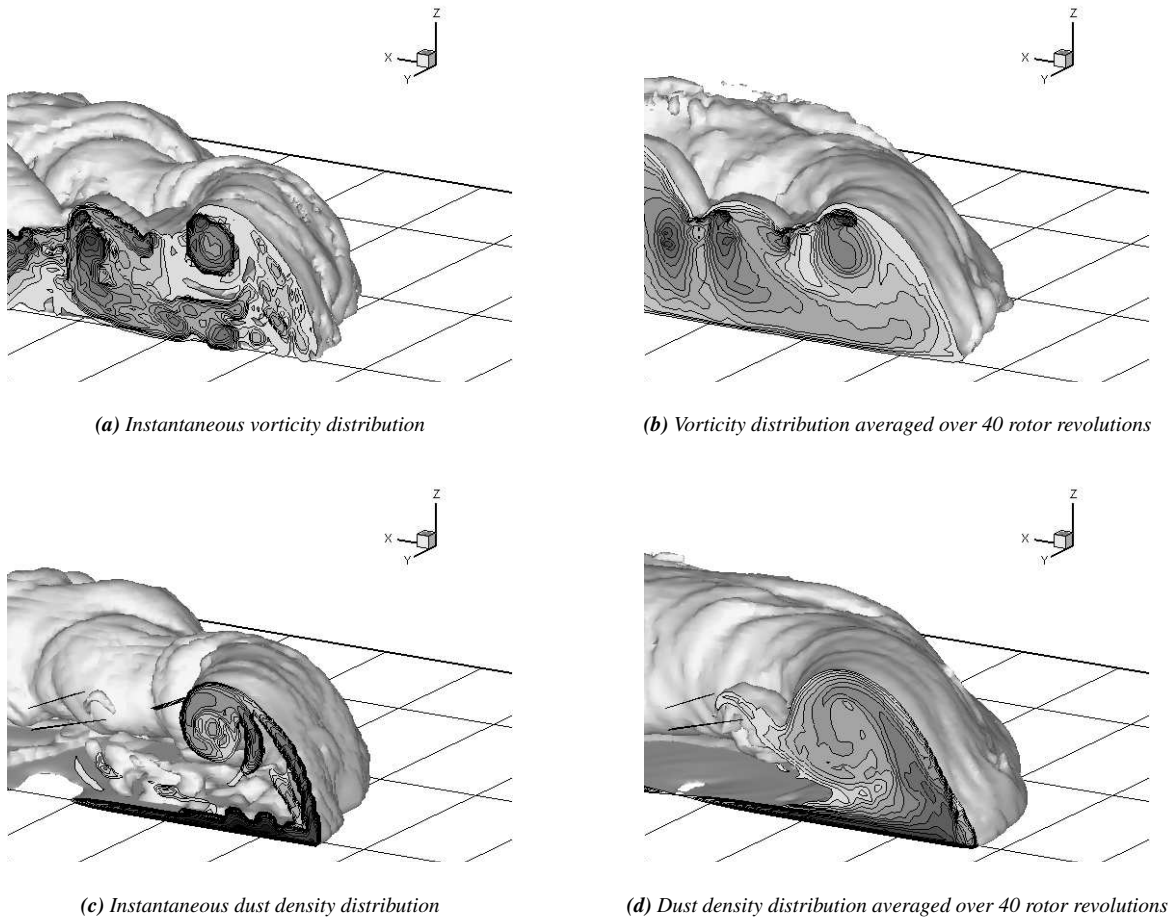 Z
X
Y
Z
X
Y
(a) Instantaneous vorticity distribution
(b) Vorticity distribution averaged over 40 rotor revolutions
Z
X
Y
Z
X
Y
(c) Instantaneous dust density distribution
(d) Dust density distribution averaged over 40 rotor revolutions